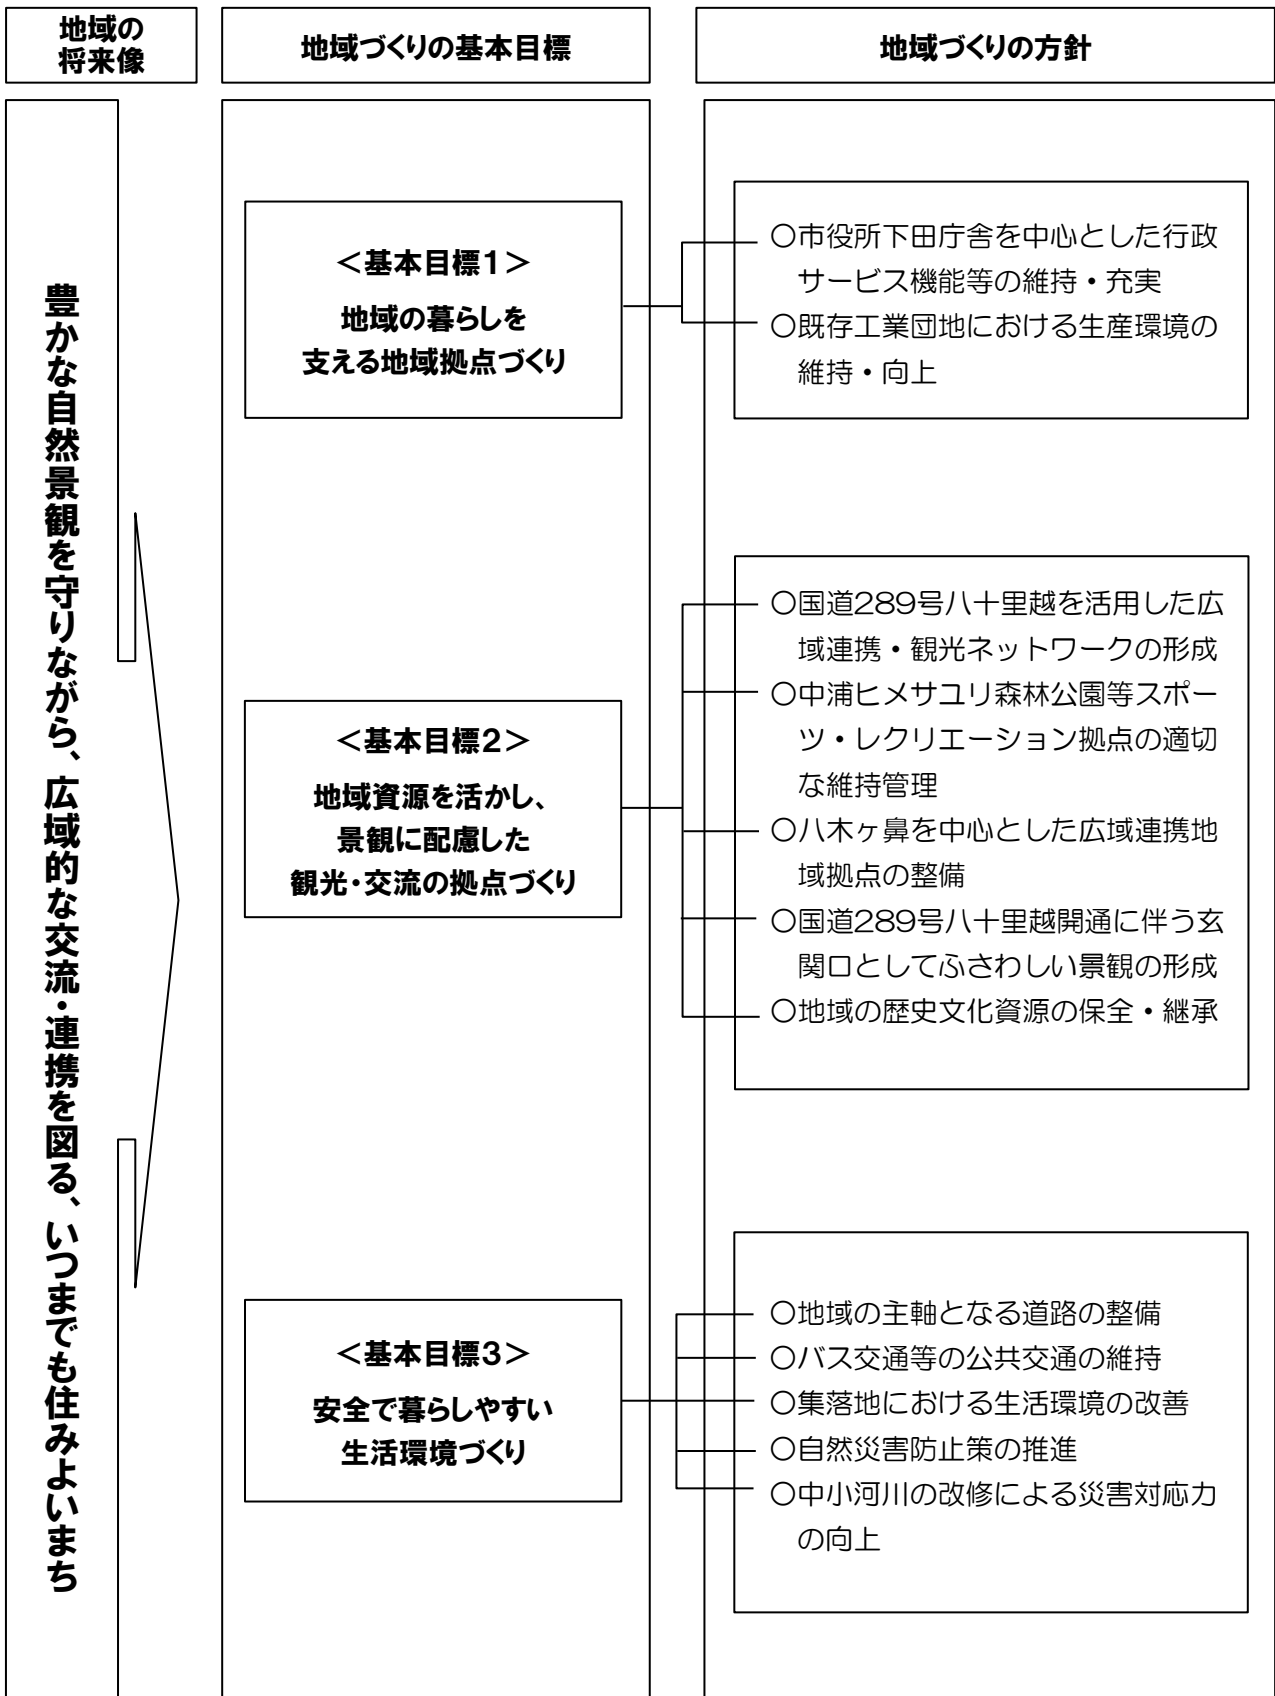 地域の
将来像
地域づくりの基本目標
地域づくりの方針
豊かな自然景観を守りながら、広域的な交流・連携を図る、いつまでも住みよいまち
＜基本目標1＞
地域の暮らしを
支える地域拠点づくり
○市役所下田庁舎を中心とした行政
サービス機能等の維持・充実
○既存工業団地における生産環境の
維持・向上
＜基本目標2＞
地域資源を活かし、
景観に配慮した
観光・交流の拠点づくり
○国道289号八十里越を活用した広
域連携・観光ネットワークの形成
○中浦ヒメサユリ森林公園等スポー
ツ・レクリエーション拠点の適切
な維持管理
○八木ヶ鼻を中心とした広域連携地
域拠点の整備
○国道289号八十里越開通に伴う玄
関口としてふさわしい景観の形成
○地域の歴史文化資源の保全・継承
＜基本目標3＞
安全で暮らしやすい
生活環境づくり
○地域の主軸となる道路の整備
○バス交通等の公共交通の維持
○集落地における生活環境の改善
○自然災害防止策の推進
○中小河川の改修による災害対応力
の向上